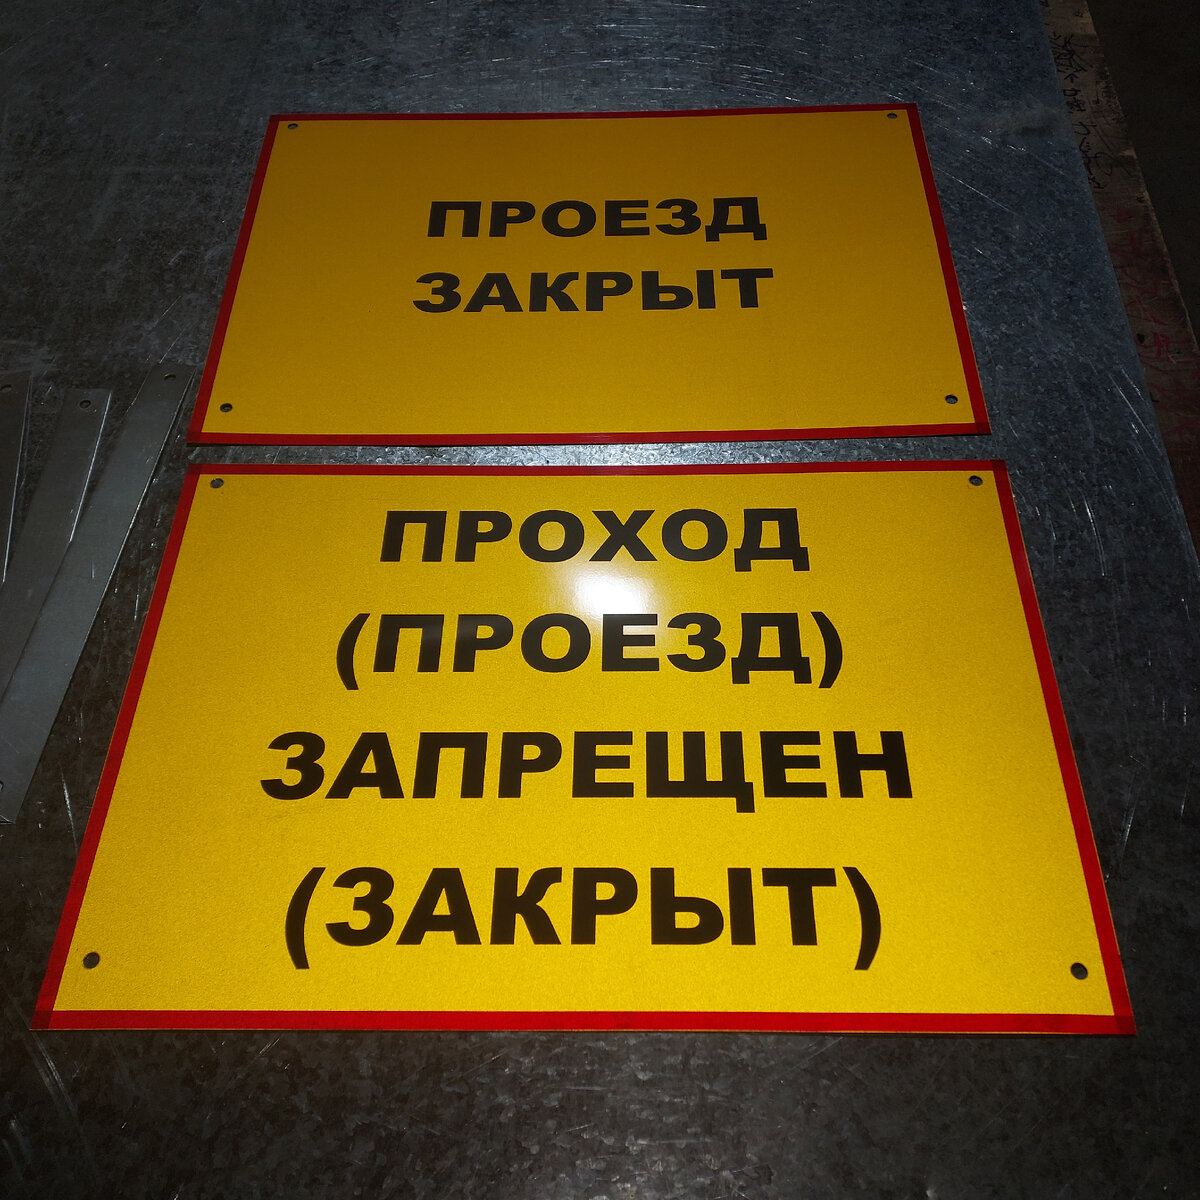 ПРОЕЗД
ЗАКРЫТ
ПРОХОД
(ПРОЕЗД)
ЗАПРЕЩЕН
(ЗАКРЫТ)